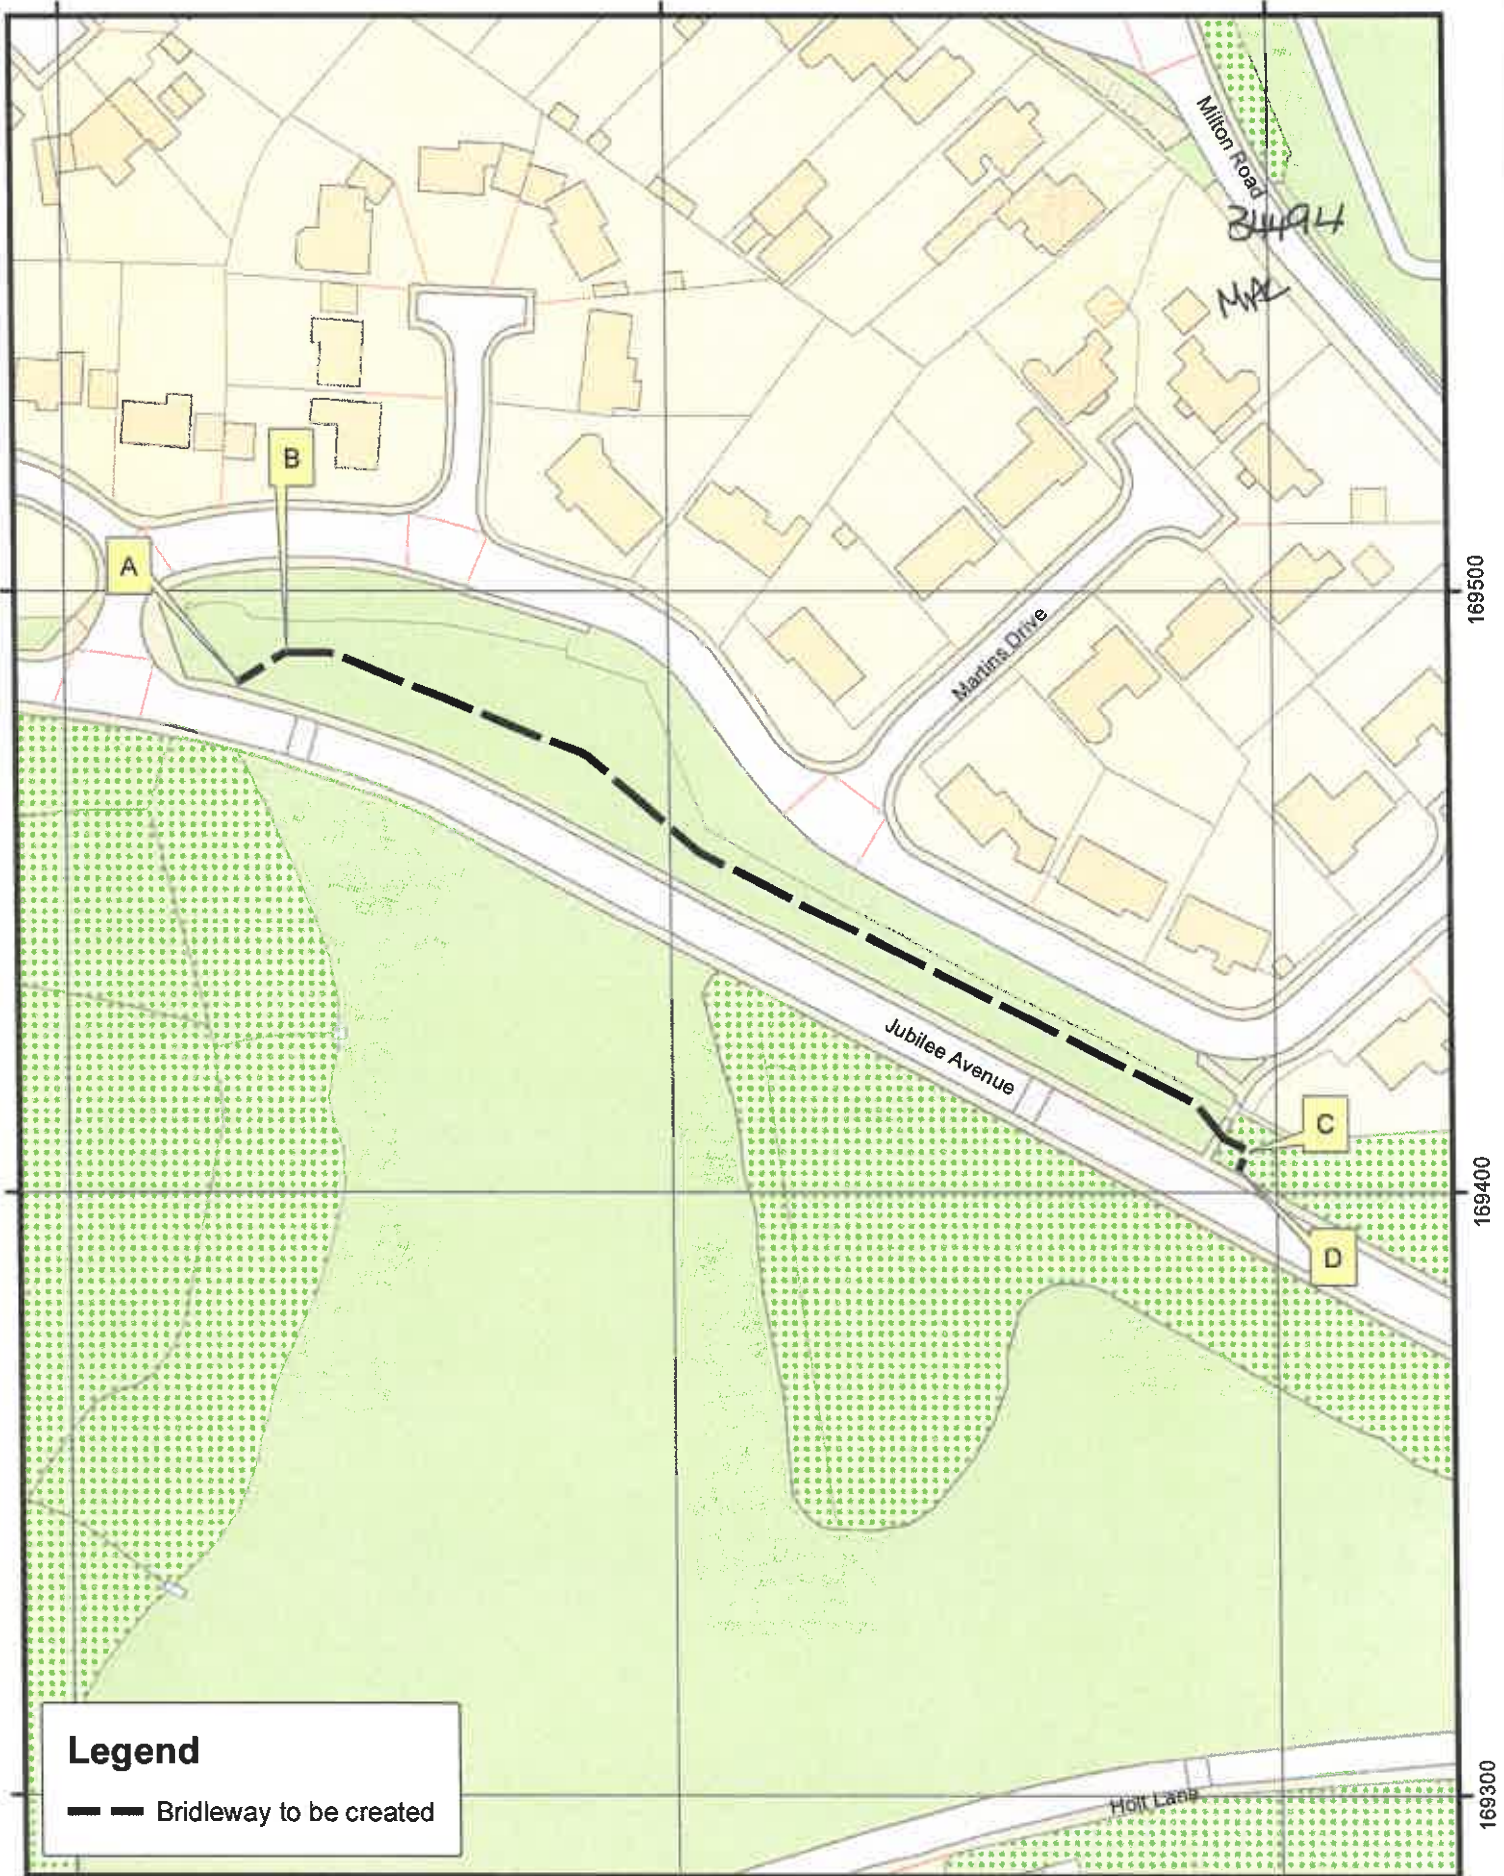 Milton Road
34494
B
A
169500
Martins Drive
Jubilee Avenue
C
169400
D
Legend
Bridleway to be created
Holt Lane
169300